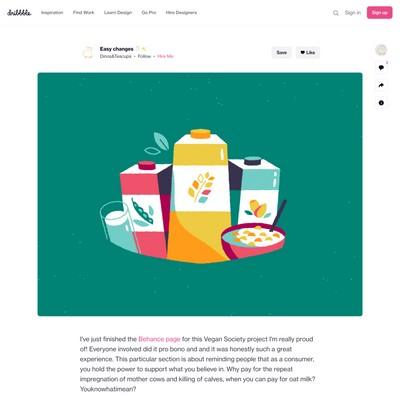 dribbble Inspiration Find Work Learn Design Go Pro Hire Designers Sign in Sign up
Easy changes
Dinos&Teacups • Follow • Hire Me
Save Like
I've just finished the Behance page for this Vegan Society project I'm really proud
of! Everyone involved did it pro bono and and it was honestly such a great
experience. This particular section is about reminding people that as a consumer,
you hold the power to support what you believe in. Why pay for the repeat
impregnation of mother cows and killing of calves, when you can pay for oat milk?
Youknowhatimean?